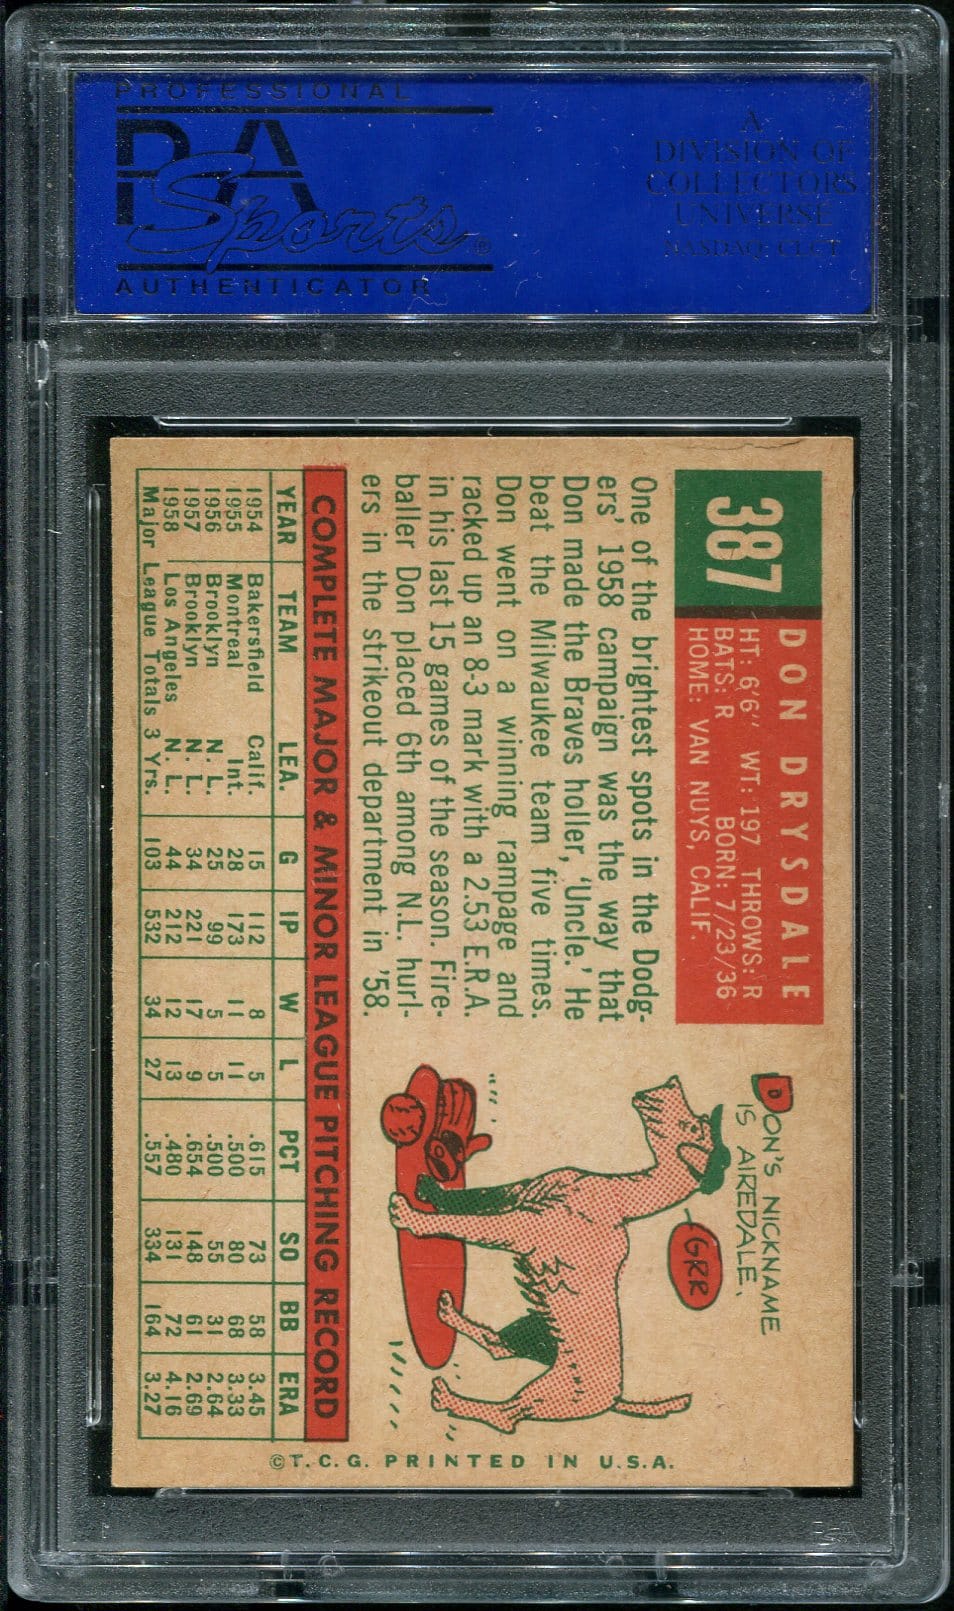 PROFESSIONAL
PSA
Sports®
AUTHENTICATOR
A
DIVISION OF
COLLECTORS
UNIVERSE
NASDAQ: CLCT
387
DON DRYSDALE
HT: 6'6" WT: 197 THROWS: R
BATS: R BORN: 7/23/36
HOME: VAN NUYS, CALIF.
One of the brightest spots in the Dodg-
ers' 1958 campaign was the way that
Don made the Braves holler, 'Uncle.' He
beat the Milwaukee team five times.
Don went on a winning rampage and
racked up an 8-3 mark with a 2.53 E.R.A.
in his last 15 games of the season. Fire-
baller Don placed 6th among N.L. hurl-
ers in the strikeout department in '58.
DON'S NICKNAME
IS AIREDALE.
GRR
COMPLETE MAJOR & MINOR LEAGUE PITCHING RECORD
YEAR TEAM LEA. G IP W L PCT SO BB ERA
1954 Bakersfield Calif. 15 112 8 5 .615 73 58 3.45
1955 Montreal Int. 28 173 11 11 .500 80 68 3.33
1956 Brooklyn N. L. 25 99 5 5 .500 55 31 2.64
1957 Brooklyn N. L. 34 221 17 9 .654 148 61 2.69
1958 Los Angeles N. L. 44 212 12 13 .480 131 72 4.16
Major League Totals 3 Yrs. 103 532 34 27 .557 334 164 3.27
©T.C.G. PRINTED IN U.S.A.
PSA